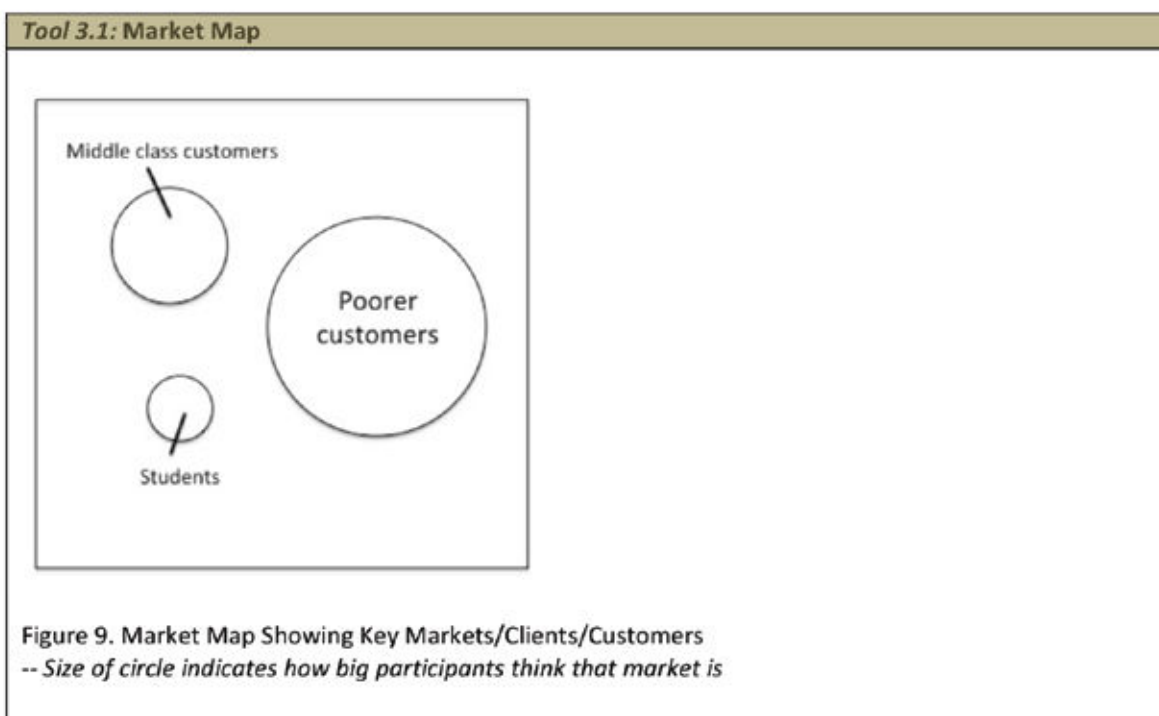 Tool 3.1: Market Map
Middle class customers
Poorer
customers
Students
Figure 9. Market Map Showing Key Markets/Clients/Customers
-- Size of circle indicates how big participants think that market is